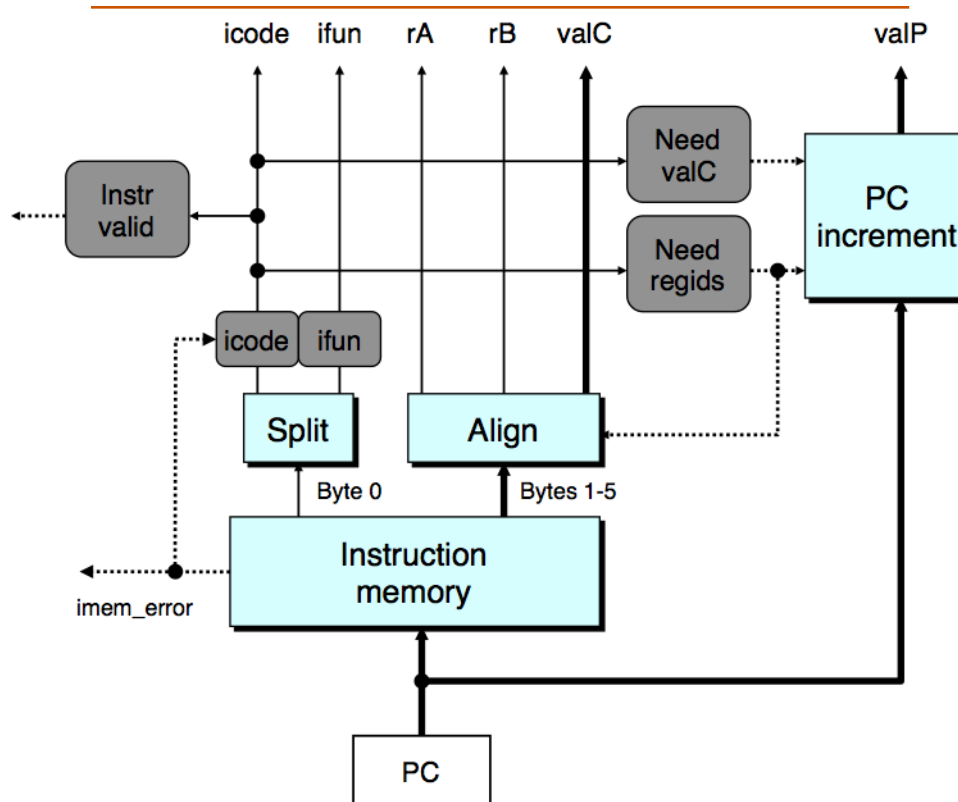 icode ifun rA rB valC valP
Need
valC
Instr
valid
PC
increment
Need
regids
icode ifun
Split Align
Byte 0 Bytes 1-5
Instruction
memory
imem_error
PC